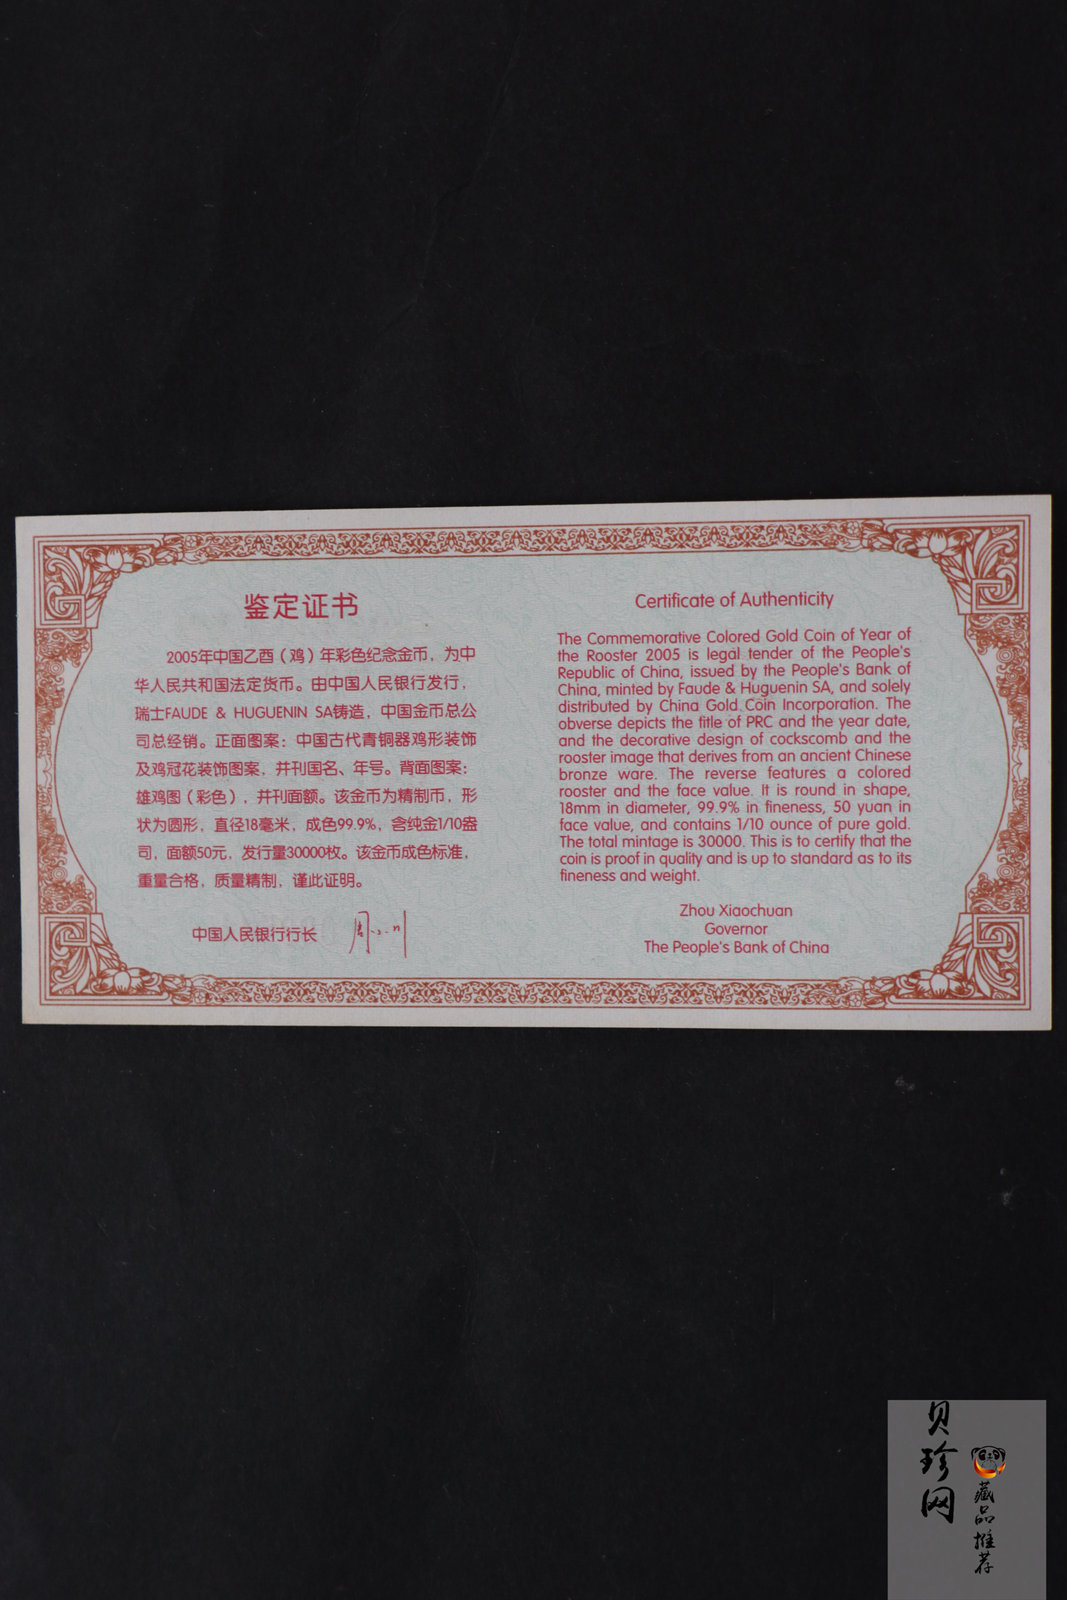 鉴定证书
2005年中国乙酉（鸡）年彩色纪念金币，为中
华人民共和国法定货币。由中国人民银行发行，
瑞士FAUDE & HUGUENIN SA铸造，中国金币总公
司总经销。正面图案：中国古代青铜器鸡形装饰
及鸡冠花装饰图案，并刊国名、年号。背面图案：
雄鸡图（彩色），并刊面额。该金币为精制币，形
状为圆形，直径18毫米，成色99.9%，含纯金1/10盎
司，面额50元，发行量30000枚。该金币成色标准，
重量合格，质量精制，谨此证明。
中国人民银行行长 周小川
Certificate of Authenticity
The Commemorative Colored Gold Coin of Year of
the Rooster 2005 is legal tender of the People's
Republic of China, issued by the People's Bank of
China, minted by Faude & Huguenin SA, and solely
distributed by China Gold Coin Incorporation. The
obverse depicts the title of PRC and the year date,
and the decorative design of cockscomb and the
rooster image that derives from an ancient Chinese
bronze ware. The reverse features a colored
rooster and the face value. It is round in shape,
18mm in diameter, 99.9% in fineness, 50 yuan in
face value, and contains 1/10 ounce of pure gold.
The total mintage is 30000. This is to certify that the
coin is proof in quality and is up to standard as to its
fineness and weight.
Zhou Xiaochuan
Governor
The People's Bank of China
贝珍网
藏品推荐